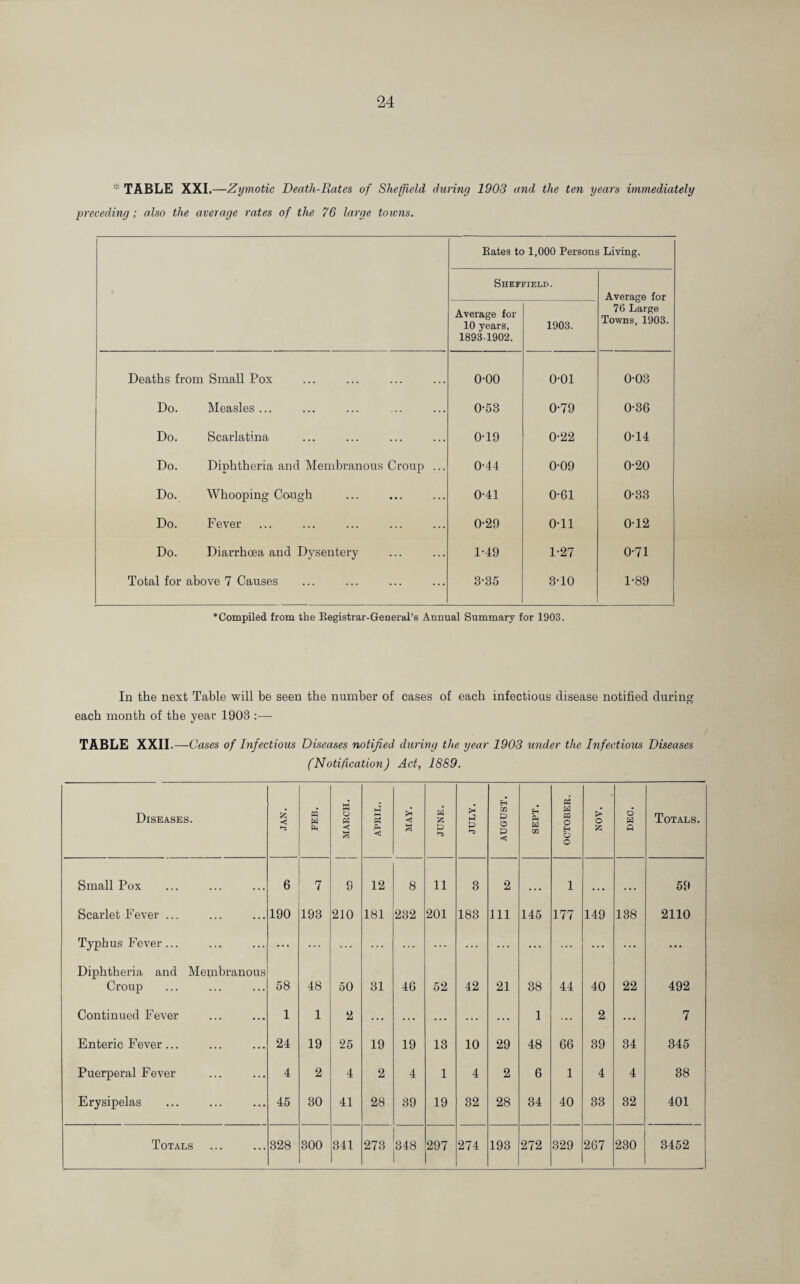 24
* TABLE XXI.—Zymotic Death-Rates of Sheffield during 1903 and the ten years immediately
preceding ; also the average rates of the 76 large towns.
Rates to 1,000 Persons Living.
Sheffield.
Average for 76 Large Towns, 1903.
Average for 10 years, 1893-1902.
1903.
Deaths from Small Pox ... ... ... ... 0·00 0·01 0·03
Do. Measles ... ... ... ... ... 0·53 0·79 0·36
Do. Scarlatina ... ... ... ... 0·19 0·22 0·14
Do. Diphtheria and Membranous Croup ... 0·44 0·09 0·20
Do. Whooping Cough ... ... ... 0·41 0·61 0·33
Do. Fever ... ... ... ... ... 0·29 0·11 0·12
Do. Diarrhœa and Dysentery ... ... 1·49 1·27 0·71
Total for above 7 Causes ... ... ... ... 3·35 3·10 1·89
*Compiled from the Registrar-General's Annual Summary for 1903.
In the next Table will be seen the number of cases of each infectious disease notified during
each month of the year 1903 :—
TABLE XXII.—Cases of Infectious Diseases notified during the year 1903 under the Infectious Diseases
(Notification) Act, 1889.
Diseases. JAN. FEB. MARCH. APRIL. MAY. JUNE. JULY. AUGUST. SEPT. OCTOBER. NOV. DEC. Totals.
Small Pox ... ... ... 6 7 9 12 8 11 3 2 ... 1 ... ... 59
Scarlet Fever ... ... ... 190 193 210 181 232 201 183 111 145 177 149 138 2110
Typhus Fever ... ... ... ... ... ... ... ... ... ... ... ... ... ... ... ...
Diphtheria and Membranous
Croup ... ... ... 58 48 50 31 46 52 42 21 38 44 40 22 492
Continued Fever ... ... 1 1 2 ... ... ... ... ... 1 ... 2 ... 7
Enteric Fever ... ... ... 24 19 25 19 19 13 10 29 48 66 39 34 345
Puerperal Fever ... ... 4 2 4 2 4 1 4 2 6 1 4 4 38
Erysipelas ... ... ... 45 30 41 28 39 19 32 28 34 40 33 32 401
Totals ... ... 328 300 341 273 348 297 274 193 272 329 267 230 3452